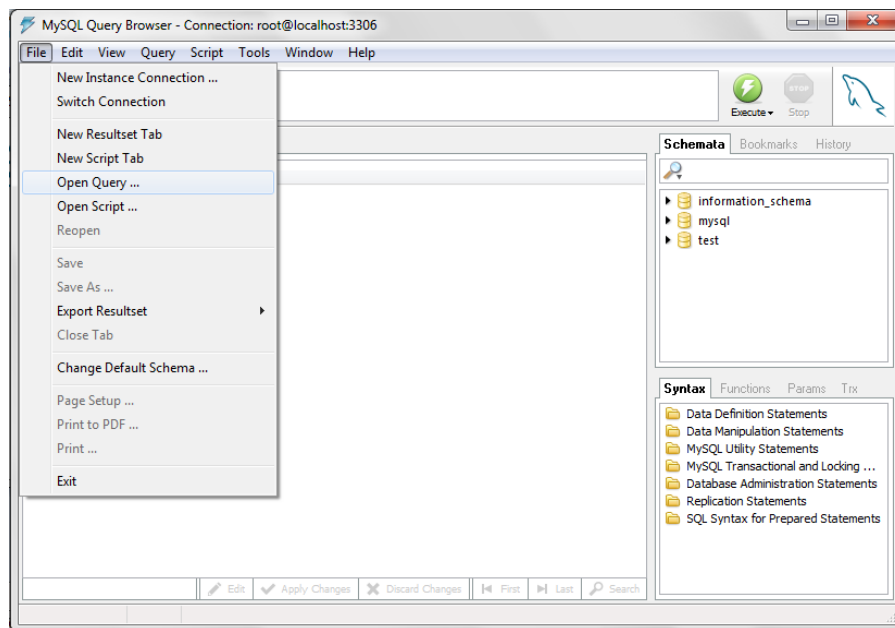 MySQL Query Browser - Connection: root@localhost:3306
File Edit View Query Script Tools Window Help
New Instance Connection ...
Switch Connection
New Resultset Tab
New Script Tab
Open Query ...
Open Script ...
Reopen
Save
Save As ...
Export Resultset
Close Tab
Change Default Schema ...
Page Setup ...
Print to PDF ...
Print ...
Exit
Execute
STOP
Stop
Schemata Bookmarks History
information_schema
mysql
test
Syntax Functions Params Trx
Data Definition Statements
Data Manipulation Statements
MySQL Utility Statements
MySQL Transactional and Locking ...
Database Administration Statements
Replication Statements
SQL Syntax for Prepared Statements
Edit Apply Changes Discard Changes First Last Search